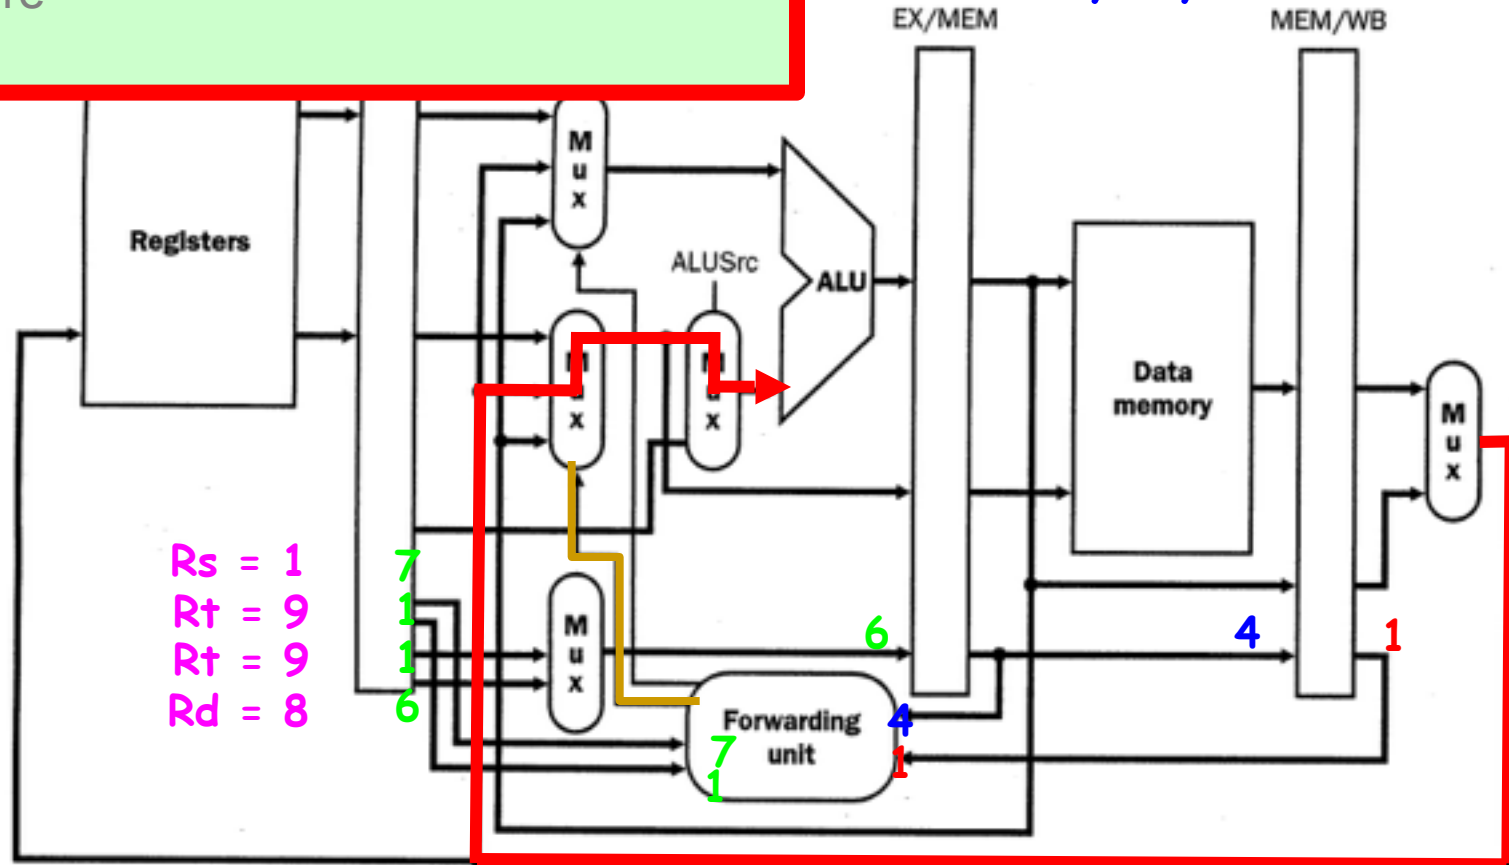 EX/MEM
MEM/WB
M
u
x
Registers
ALUSrc
ALU
M
u
x
M
u
x
Data
memory
M
u
x
Rs = 1
7
Rt = 9
1
Rt = 9
1
Rd = 8
6
M
u
x
6
4
1
Forwarding
unit
7
1
4
1